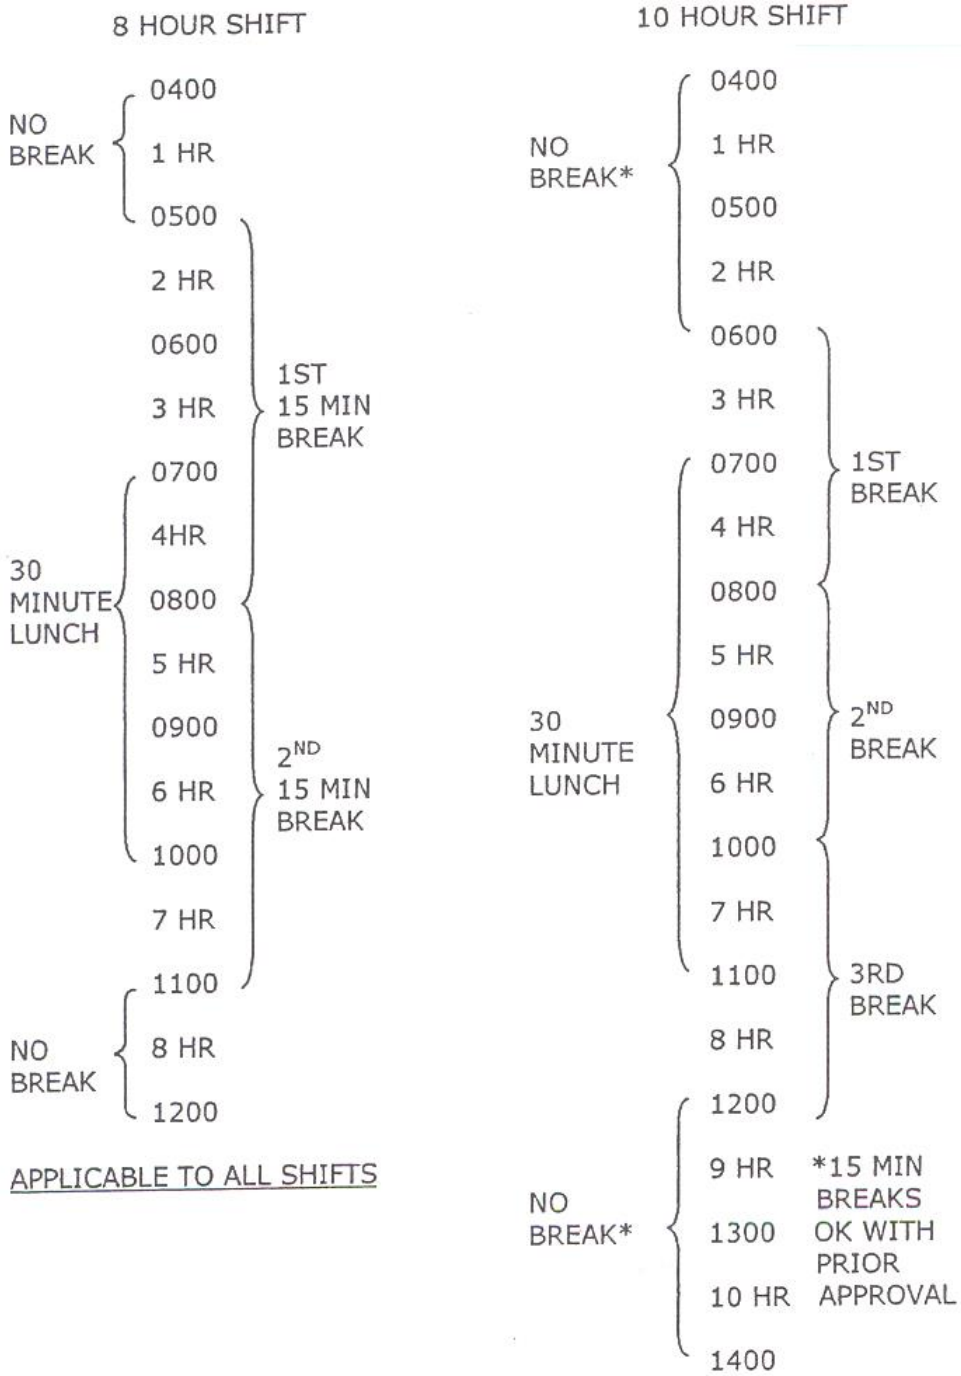 8 HOUR SHIFT
0400
NO
BREAK
1 HR
0500
2 HR
0600
1ST
15 MIN
BREAK
3 HR
0700
4HR
30
MINUTE
LUNCH
0800
5 HR
0900
2ND
15 MIN
BREAK
6 HR
1000
7 HR
1100
NO
BREAK
8 HR
1200
APPLICABLE TO ALL SHIFTS
10 HOUR SHIFT
0400
NO
BREAK*
1 HR
0500
2 HR
0600
3 HR
0700
1ST
BREAK
4 HR
0800
5 HR
30
MINUTE
LUNCH
0900
2ND
BREAK
6 HR
1000
7 HR
1100
3RD
BREAK
8 HR
1200
9 HR
NO
BREAK*
1300
10 HR
1400
*15 MIN
BREAKS
OK WITH
PRIOR
APPROVAL